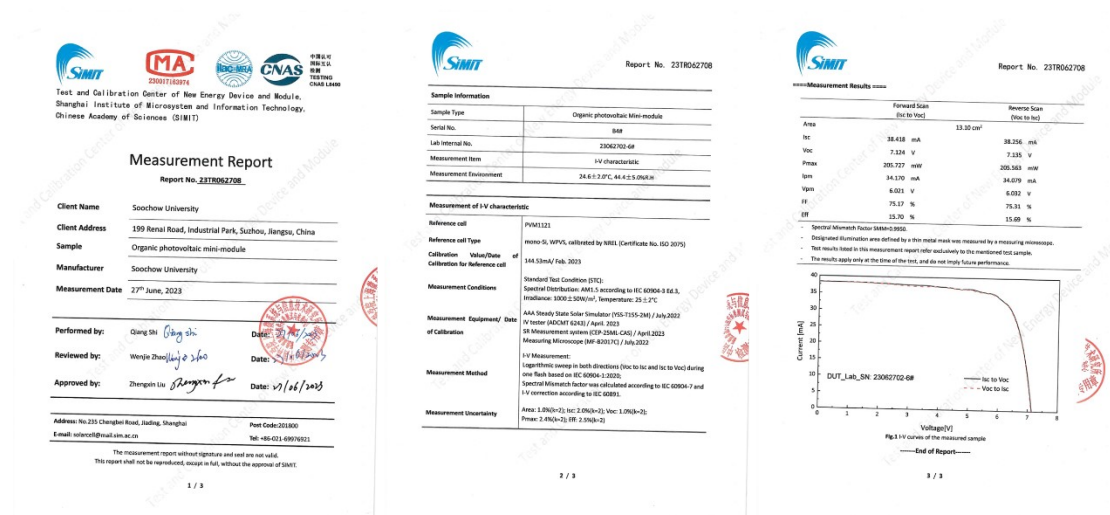 SIMIT
MA
230017163974
ilac-MRA
CNAS
中国认可
国际互认
检测
TESTING
CNAS L8490
Test and Calibration Center of New Energy Device and Module,
Shanghai Institute of Microsystem and Information Technology,
Chinese Academy of Sciences (SIMIT)
Measurement Report
Report No. 23TR062708
Client Name Soochow University
Client Address 199 Renai Road, Industrial Park, Suzhou, Jiangsu, China
Sample Organic photovoltaic mini-module
Manufacturer Soochow University
Measurement Date 27th June, 2023
Performed by: Qiang Shi Qiang Shi Date:
Reviewed by: Wenjie Zhao Date:
Approved by: Zhengxin Liu Date:
Address: No.235 Chengbei Road, Jiading, Shanghai Post Code:201800
E-mail: solarcell@mail.sim.ac.cn Tel: +86-021-69976921
The measurement report without signature and seal are not valid.
This report shall not be reproduced, except in full, without the approval of SIMIT.
1 / 3
SIMIT
Report No. 23TR062708
Sample Information
Sample Type Organic photovoltaic Mini-module
Serial No. B4#
Lab Internal No. 23062702-6#
Measurement Item I-V characteristic
Measurement Environment 24.6±2.0°C, 44.4±5.0%R.H
Measurement of I-V characteristic
Reference cell PVM1121
Reference cell Type mono-Si, WPVS, calibrated by NREL (Certificate No. ISO 2075)
Calibration Value/Date of
Calibration for Reference cell 144.53mA/ Feb. 2023
Measurement Conditions Standard Test Condition (STC):
Spectral Distribution: AM1.5 according to IEC 60904-3 Ed.3,
Irradiance: 1000±50W/m², Temperature: 25±2°C
Measurement Equipment/ Date
of Calibration
AAA Steady State Solar Simulator (YSS-T155-2M) / July.2022
IV tester (ADCMT 6243) / April. 2023
SR Measurement system (CEP-25ML-CAS) / April.2023
Measuring Microscope (MF-B2017C) / July.2022
Measurement Method I-V Measurement:
Logarithmic sweep in both directions (Voc to Isc and Isc to Voc) during
one flash based on IEC 60904-1:2020;
Spectral Mismatch factor was calculated according to IEC 60904-7 and
I-V correction according to IEC 60891.
Measurement Uncertainty Area: 1.0%(k=2); Isc: 2.0%(k=2); Voc: 1.0%(k=2);
Pmax: 2.4%(k=2); Eff: 2.5%(k=2)
2 / 3
SIMIT
Report No. 23TR062708
====Measurement Results ====
Forward Scan Reverse Scan
(Isc to Voc) (Voc to Isc)
Area 13.10 cm²
Isc 38.418 mA 38.256 mA
Voc 7.124 V 7.135 V
Pmax 205.727 mW 205.563 mW
Ipm 34.170 mA 34.079 mA
Vpm 6.021 V 6.032 V
FF 75.17 % 75.31 %
Eff 15.70 % 15.69 %
- Spectral Mismatch Factor SMM=0.9950.
- Designated illumination area defined by a thin metal mask was measured by a measuring microscope.
- Test results listed in this measurement report refer exclusively to the mentioned test sample.
- The results apply only at the time of the test, and do not imply future performance.
40
35
30
25
20
15
10
5
0
Current [mA]
DUT_Lab_SN: 23062702-6#
Isc to Voc
Voc to Isc
0 1 2 3 4 5 6 7 8
Voltage[V]
Fig.1 I-V curves of the measured sample
-----End of Report-----
3 / 3